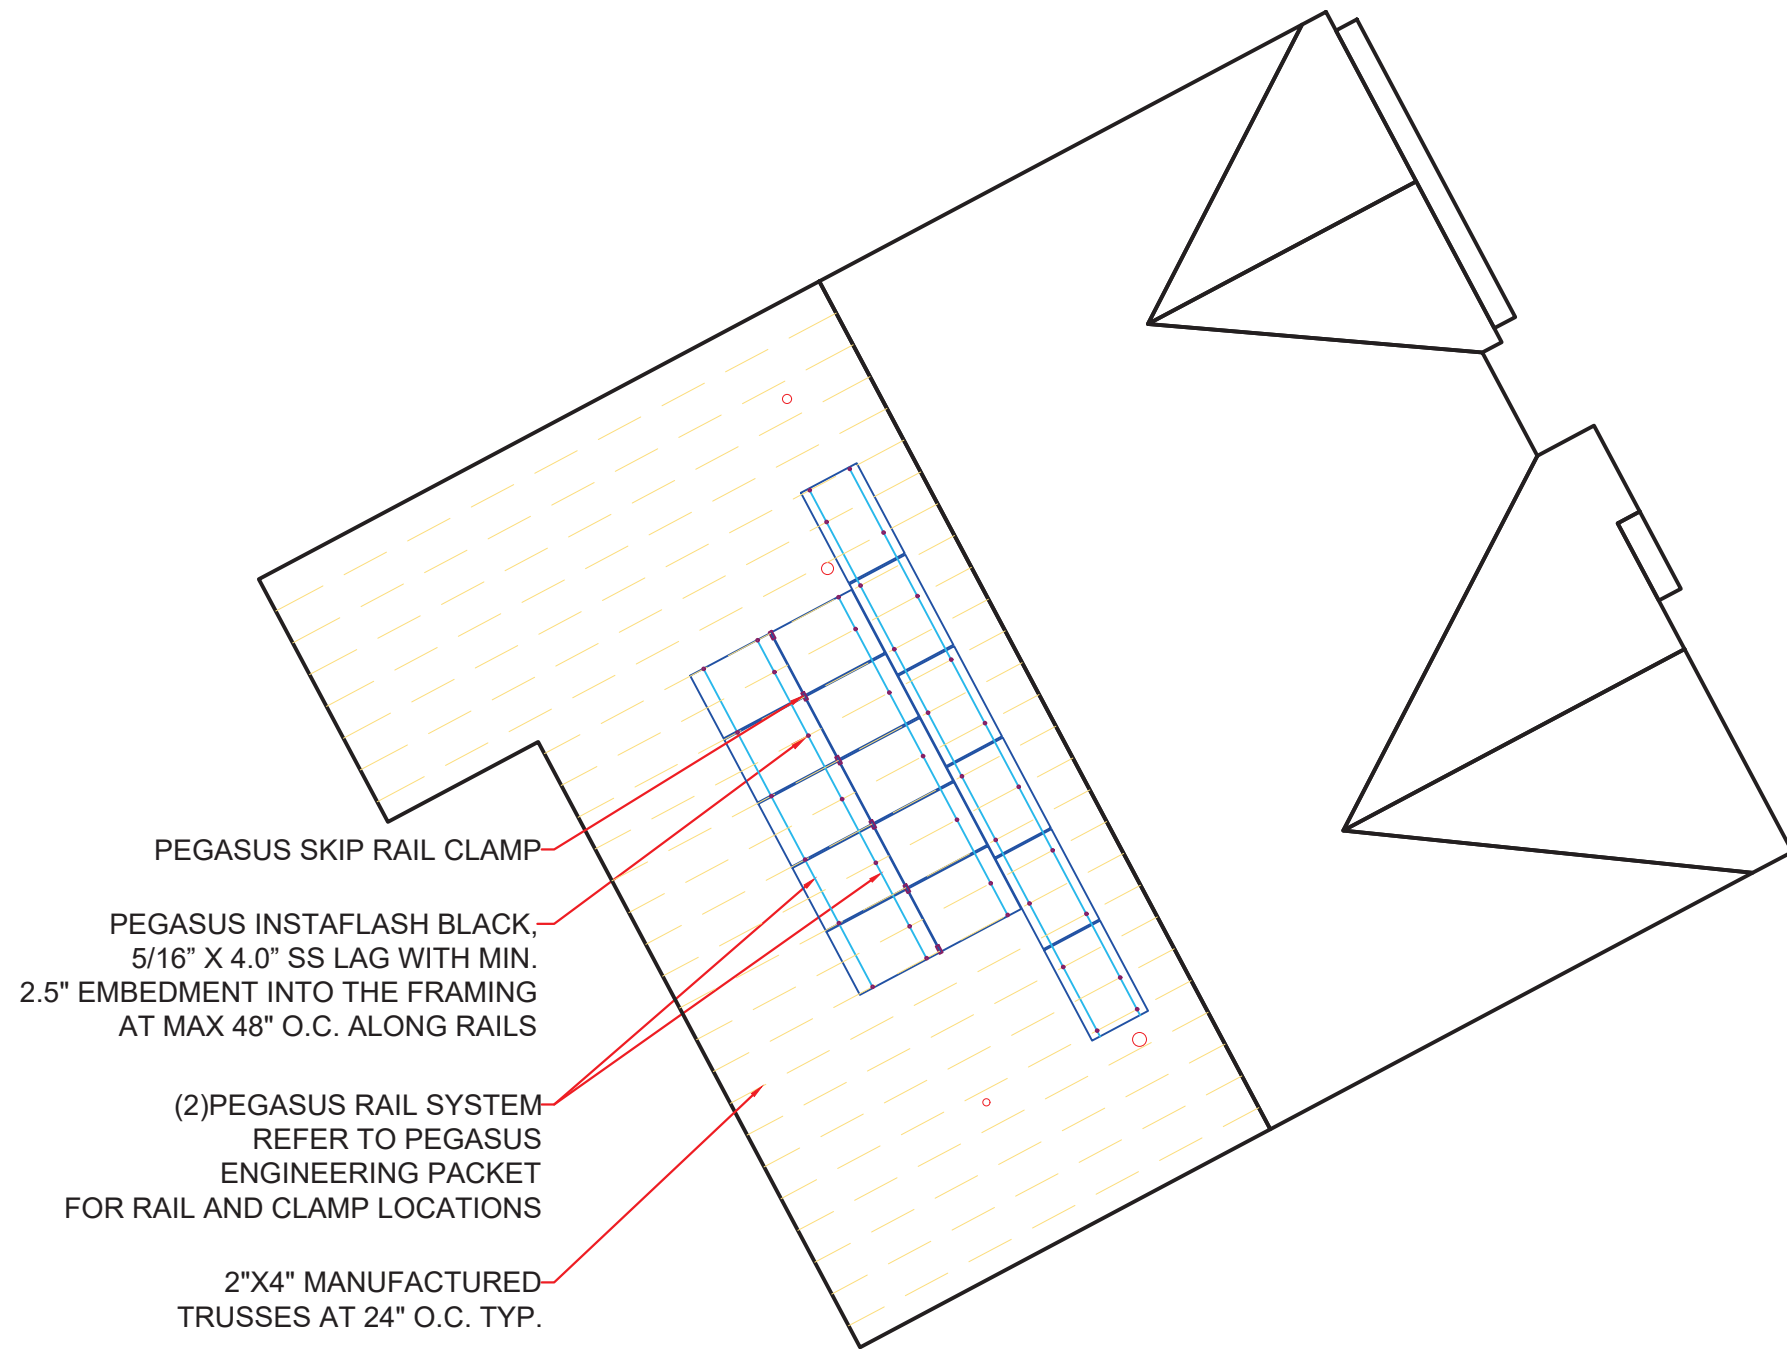 PEGASUS SKIP RAIL CLAMP
PEGASUS INSTAFLASH BLACK,
5/16” X 4.0” SS LAG WITH MIN.
2.5" EMBEDMENT INTO THE FRAMING
AT MAX 48" O.C. ALONG RAILS
(2)PEGASUS RAIL SYSTEM
REFER TO PEGASUS
ENGINEERING PACKET
FOR RAIL AND CLAMP LOCATIONS
2"X4" MANUFACTURED
TRUSSES AT 24" O.C. TYP.